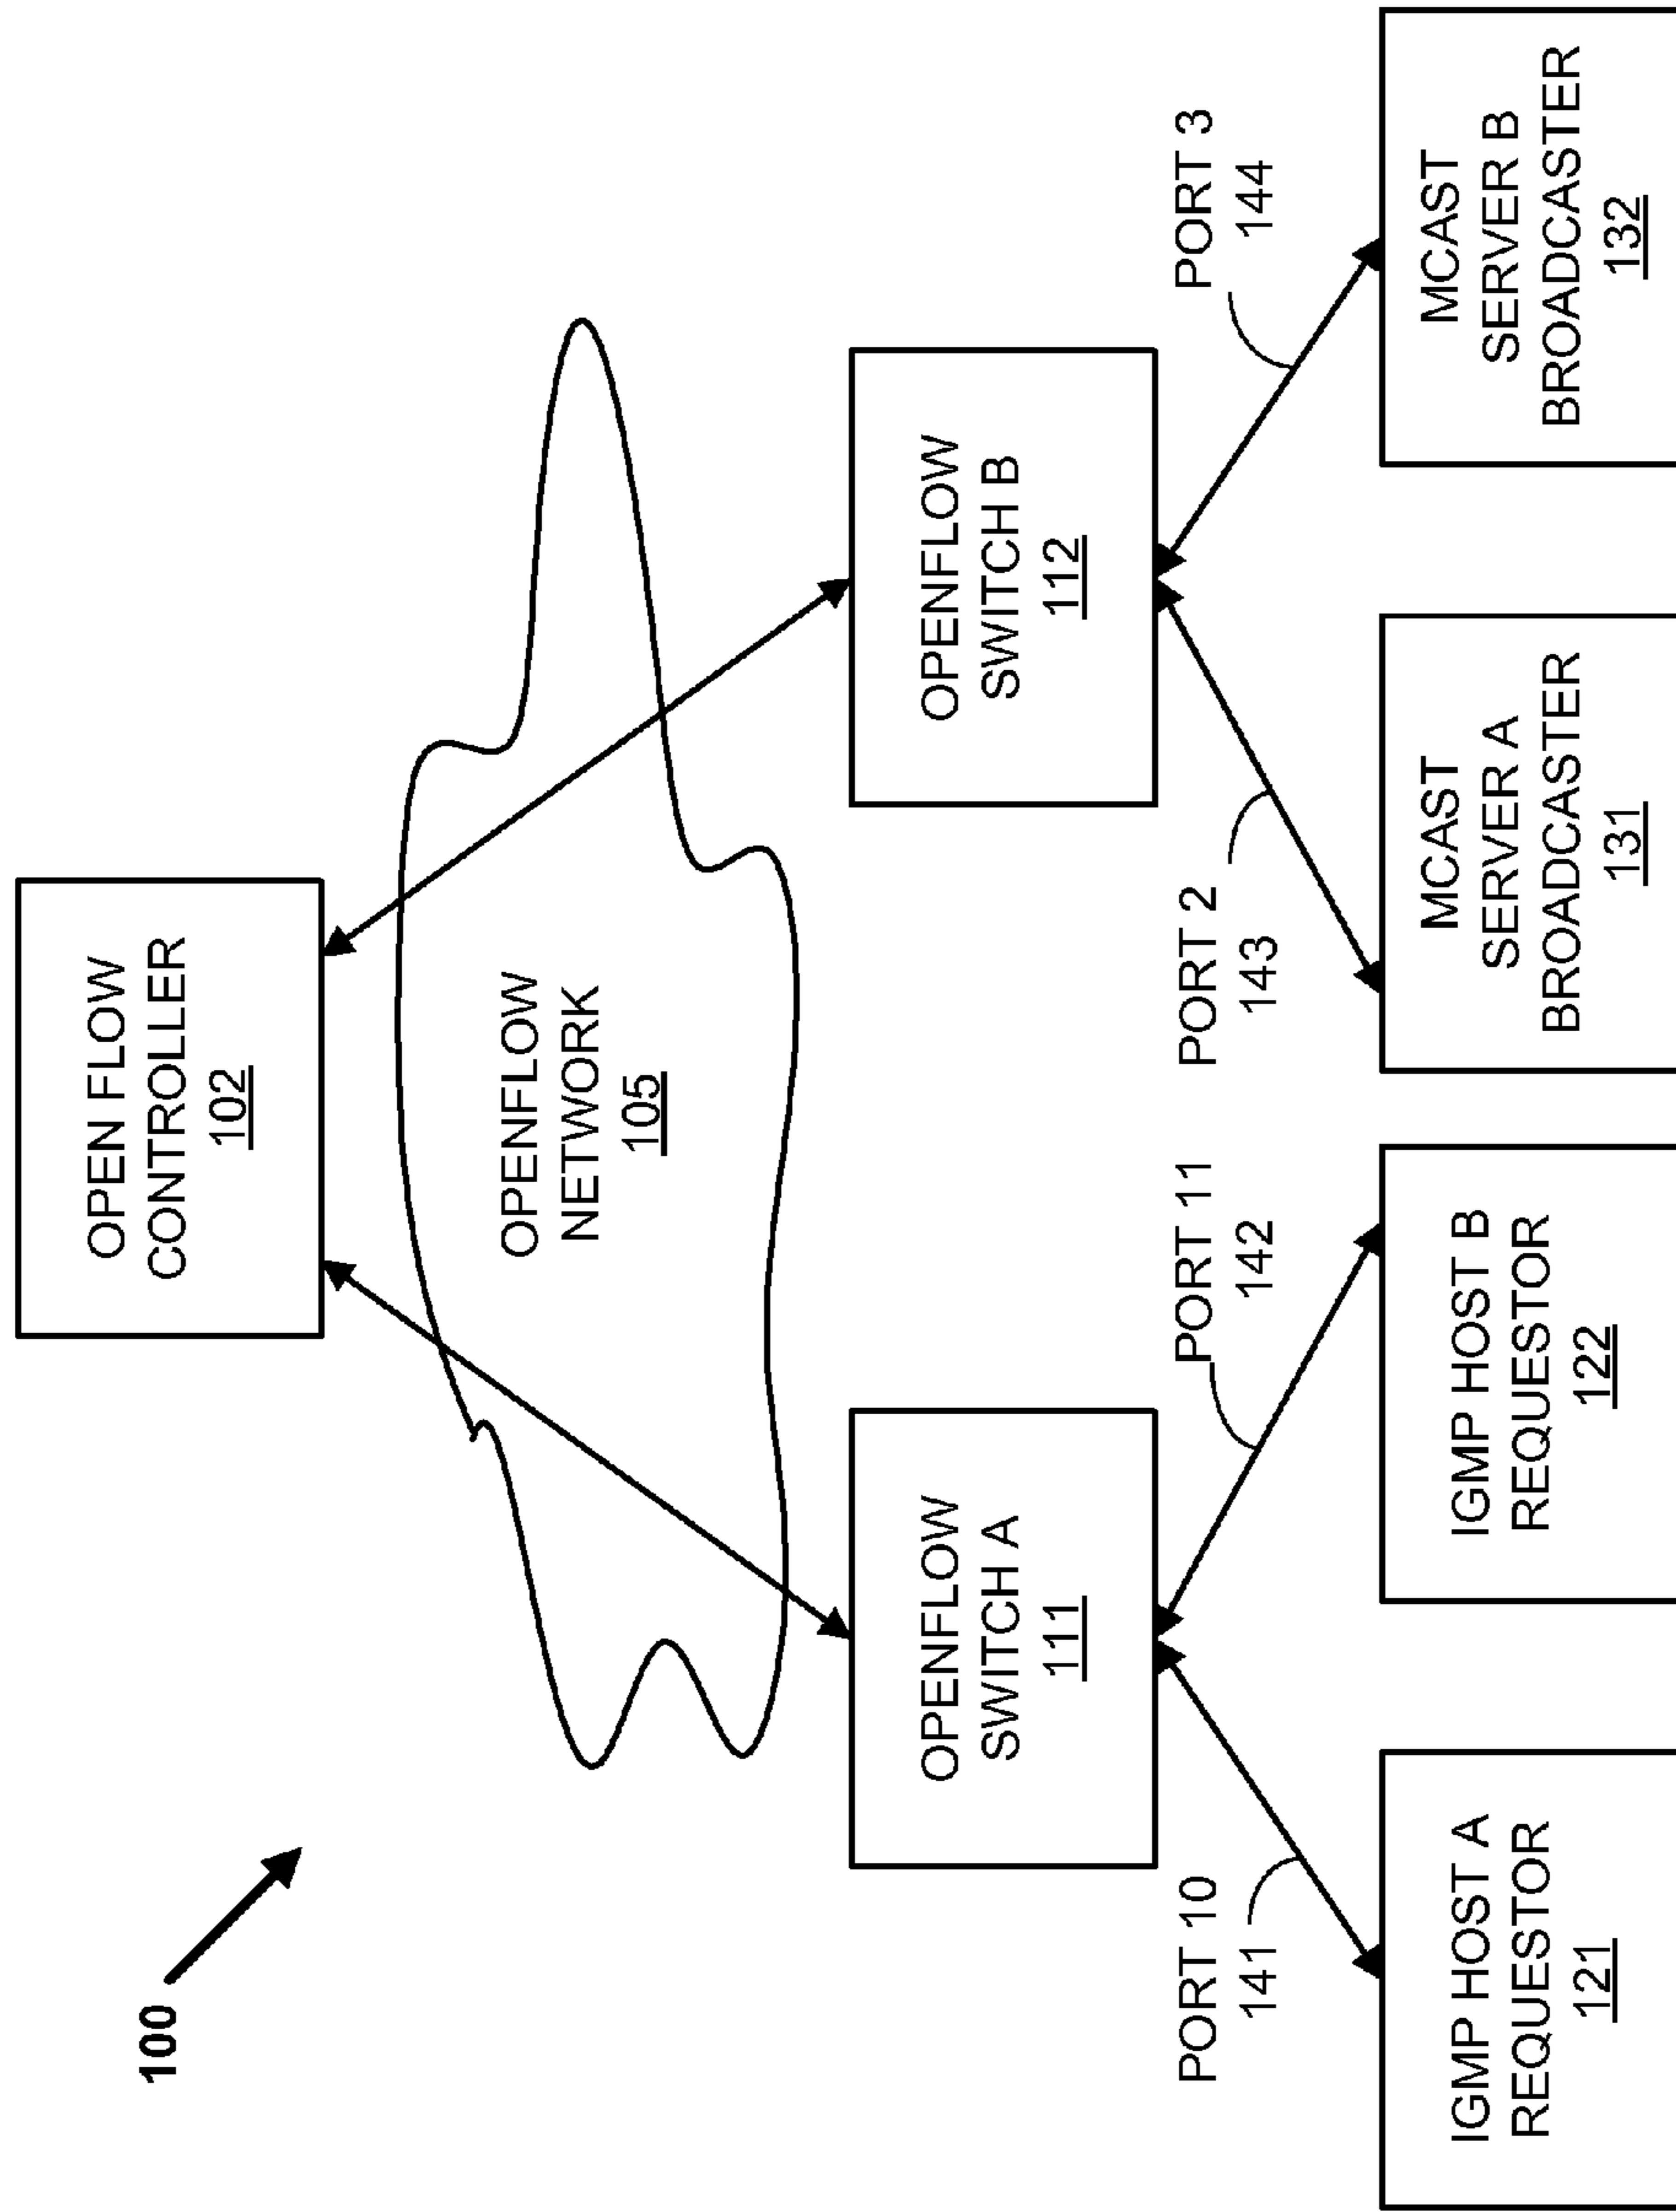 100
OPEN FLOW
CONTROLLER
102
OPENFLOW
NETWORK
105
OPENFLOW
SWITCH A
111
OPENFLOW
SWITCH B
112
PORT 10
141
PORT 11
142
PORT 2
143
PORT 3
144
IGMP HOST A
REQUESTOR
121
IGMP HOST B
REQUESTOR
122
MCAST
SERVER A
BROADCASTER
131
MCAST
SERVER B
BROADCASTER
132